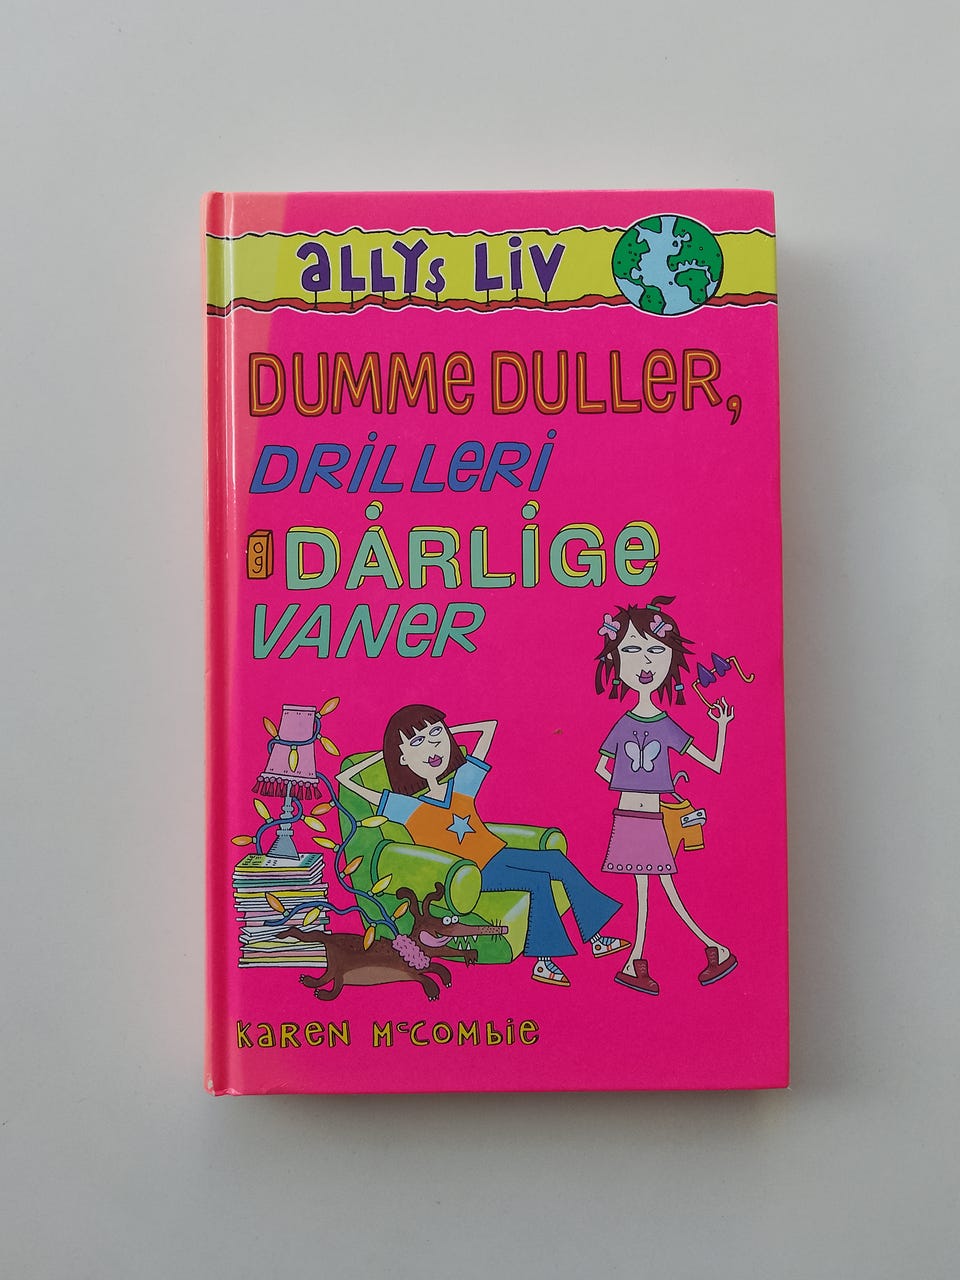 ALLYs Liv
DUMMe DULLeR,
DRiLLeRi
og DÅRLiGe
VANeR
KaReN McCOMbie